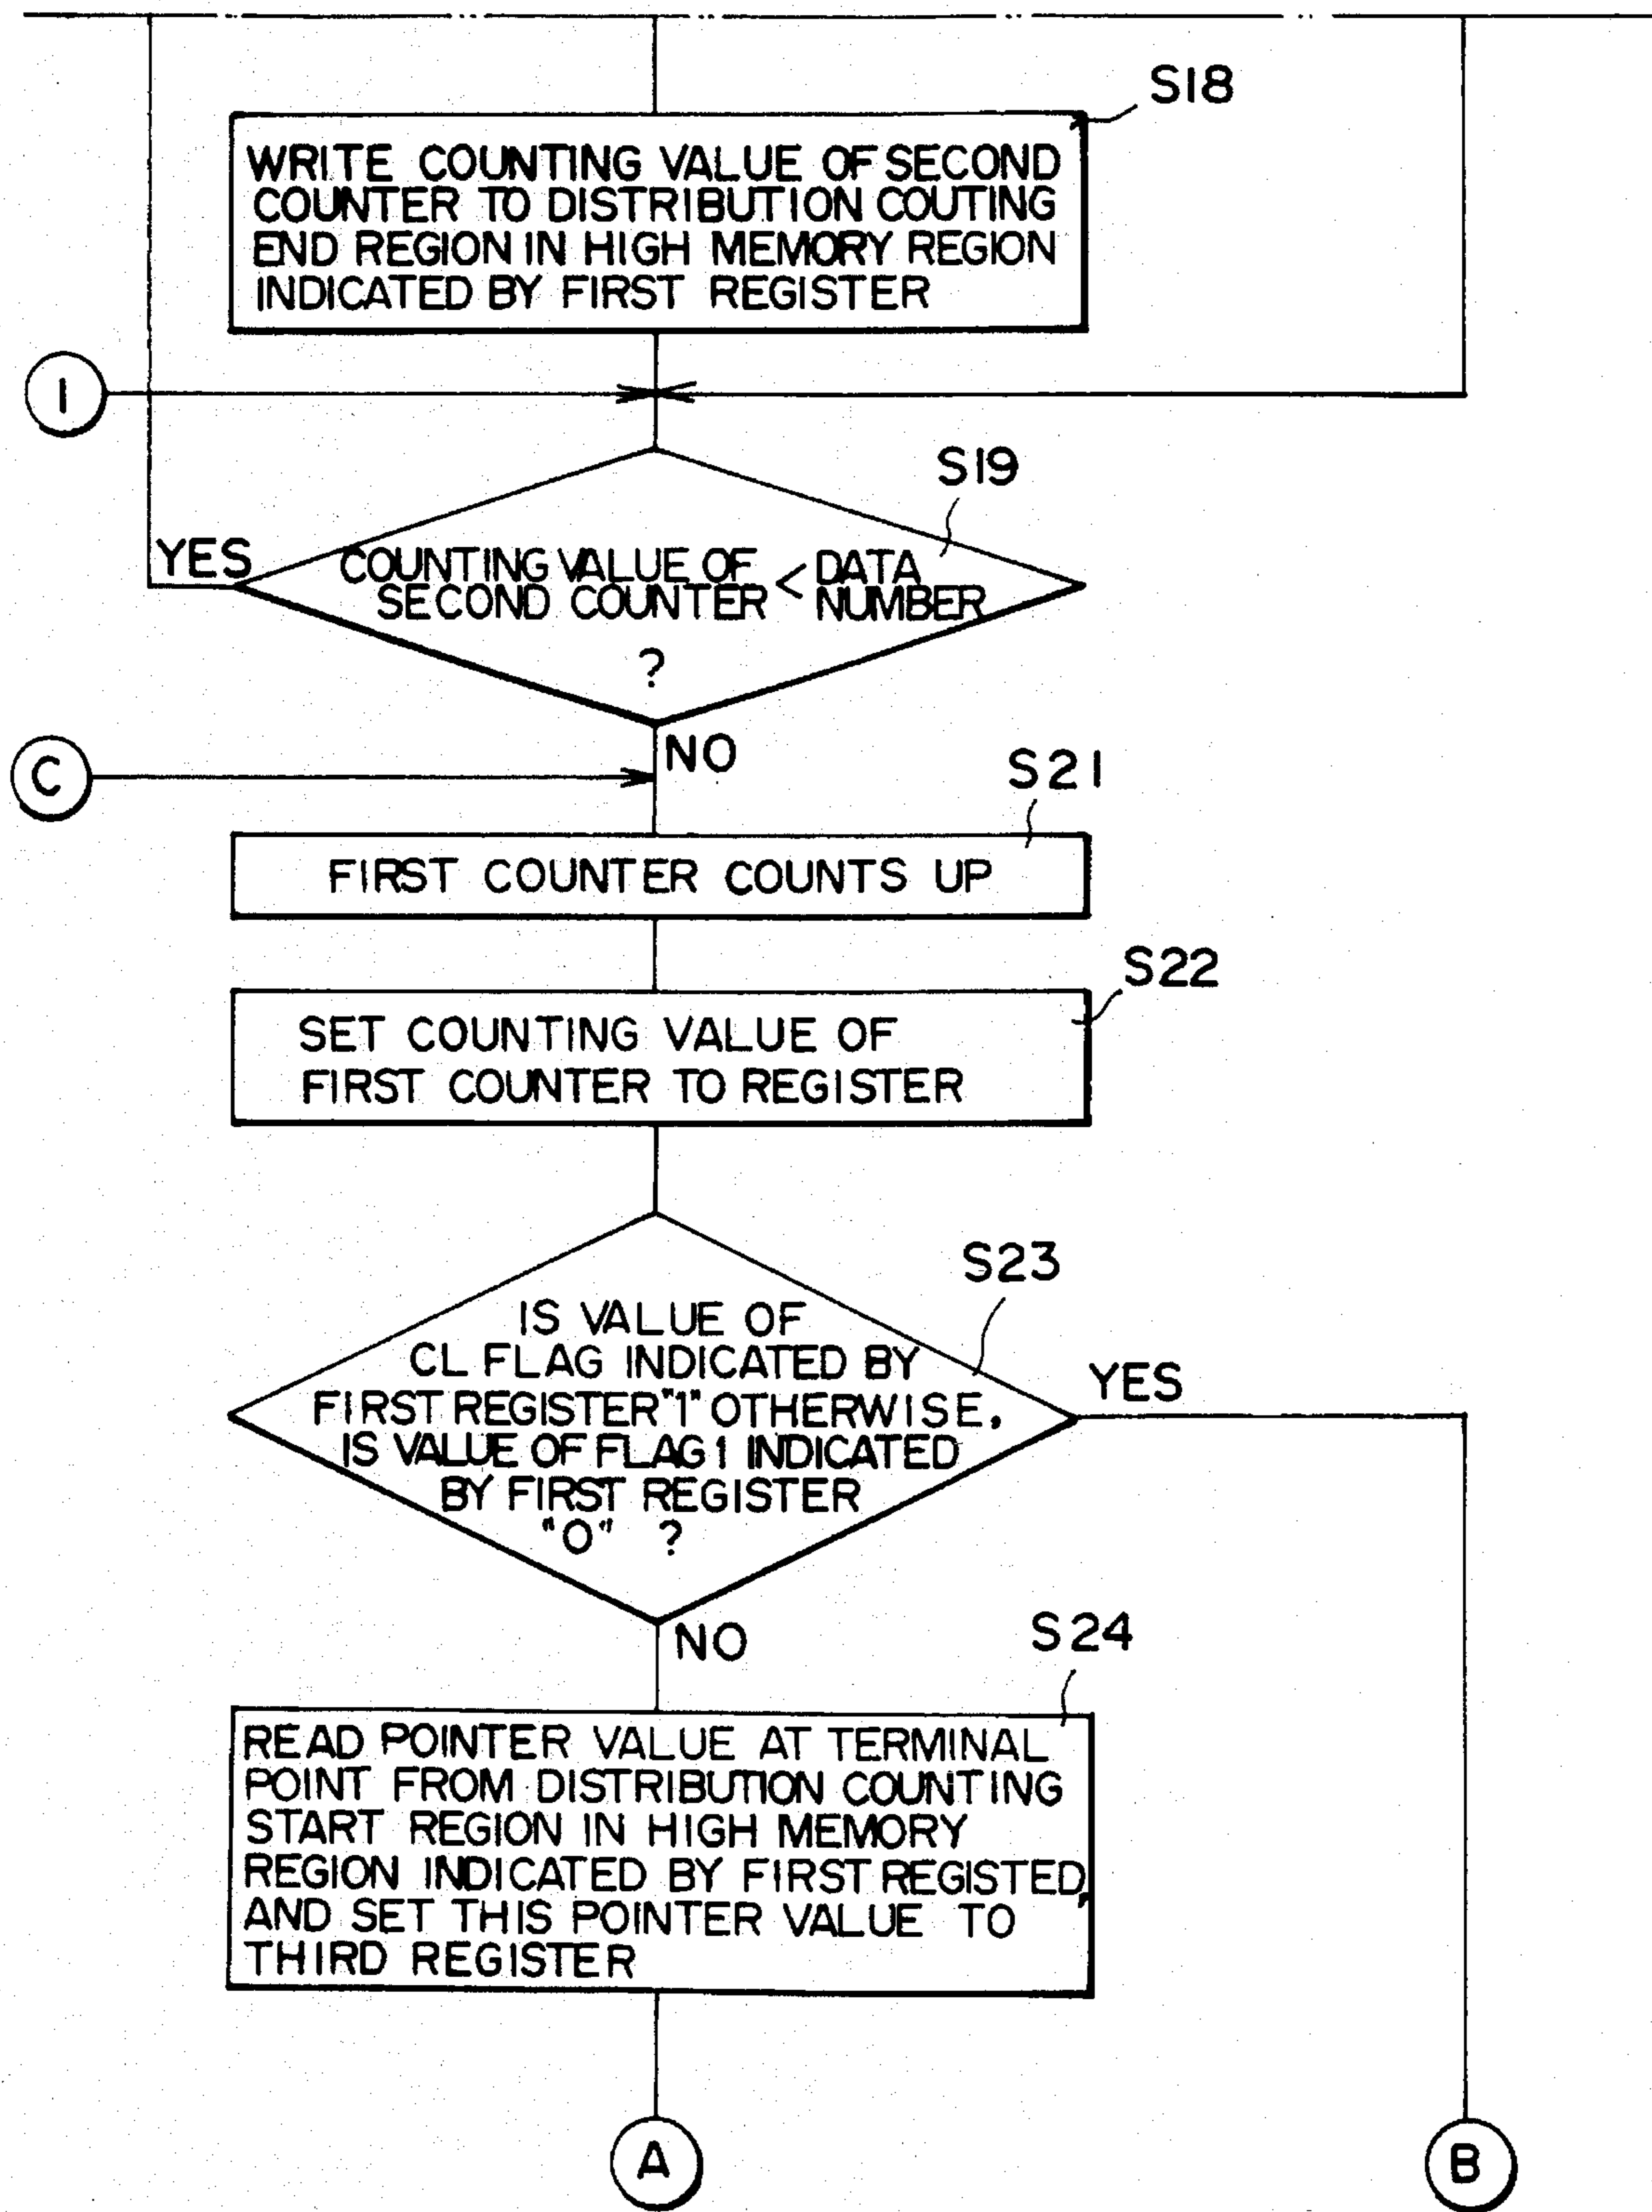 S18
WRITE COUNTING VALUE OF SECOND
COUNTER TO DISTRIBUTION COUTING
END REGION IN HIGH MEMORY REGION
INDICATED BY FIRST REGISTER
1
S19
YES
COUNTING VALUE OF < DATA
SECOND COUNTER NUMBER
?
NO
C
S21
FIRST COUNTER COUNTS UP
S22
SET COUNTING VALUE OF
FIRST COUNTER TO REGISTER
S23
IS VALUE OF
CL FLAG INDICATED BY
FIRST REGISTER "1" OTHERWISE,
IS VALUE OF FLAG 1 INDICATED
BY FIRST REGISTER
"0" ?
YES
NO
S24
READ POINTER VALUE AT TERMINAL
POINT FROM DISTRIBUTION COUNTING
START REGION IN HIGH MEMORY
REGION INDICATED BY FIRST REGISTED,
AND SET THIS POINTER VALUE TO
THIRD REGISTER
A
B